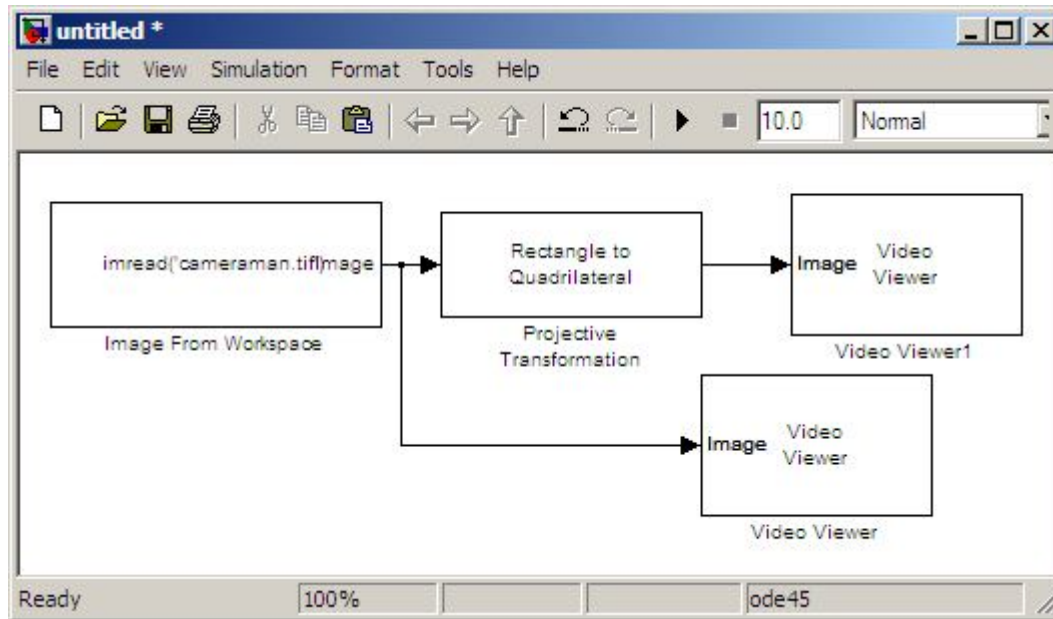 untitled *
File Edit View Simulation Format Tools Help
10.0 Normal
imread('cameraman.tif')mage
Image From Workspace
Rectangle to
Quadrilateral
Projective
Transformation
Image Video
Viewer
Video Viewer1
Image Video
Viewer
Video Viewer
Ready 100% ode45